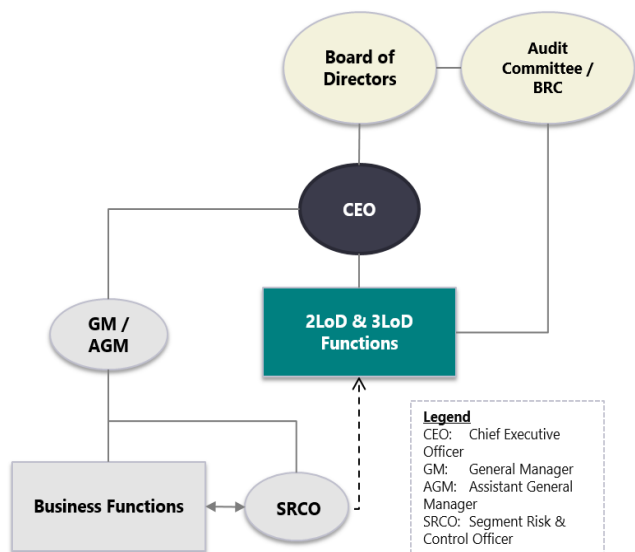 Board of
Directors
Audit
Committee /
BRC
CEO
GM /
AGM
2LoD & 3LoD
Functions
Business Functions
SRCO
Legend
CEO: Chief Executive
Officer
GM: General Manager
AGM: Assistant General
Manager
SRCO: Segment Risk &
Control Officer